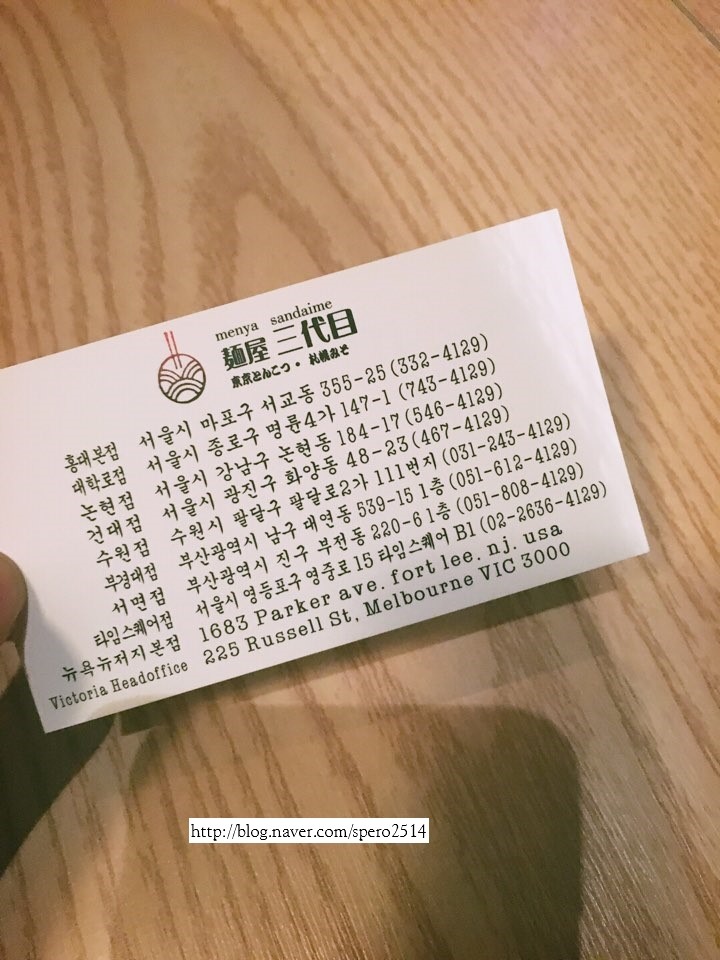 menya sandaime
麺屋 三代目
東京とんこつ・札幌みそ
홍대본점 서울시 마포구 서교동 355-25 (332-4129)
대학로점 서울시 종로구 명륜4가 147-1 (743-4129)
논현점 서울시 강남구 논현동 184-17 (546-4129)
건대점 서울시 광진구 화양동 48-23 (467-4129)
수원점 수원시 팔달구 팔달로2가 111번지 (031-243-4129)
부경대점 부산광역시 남구 대연동 539-15 1층 (051-612-4129)
서면점 부산광역시 진구 부전동 220-6 1층 (051-808-4129)
타임스퀘어점 서울시 영등포구 영중로15 타임스퀘어 B1 (02-2636-4129)
뉴욕뉴저지본점 1683 Parker ave. fort lee. nj. usa
Victoria Headoffice 225 Russell St, Melbourne VIC 3000
http://blog.naver.com/spero2514